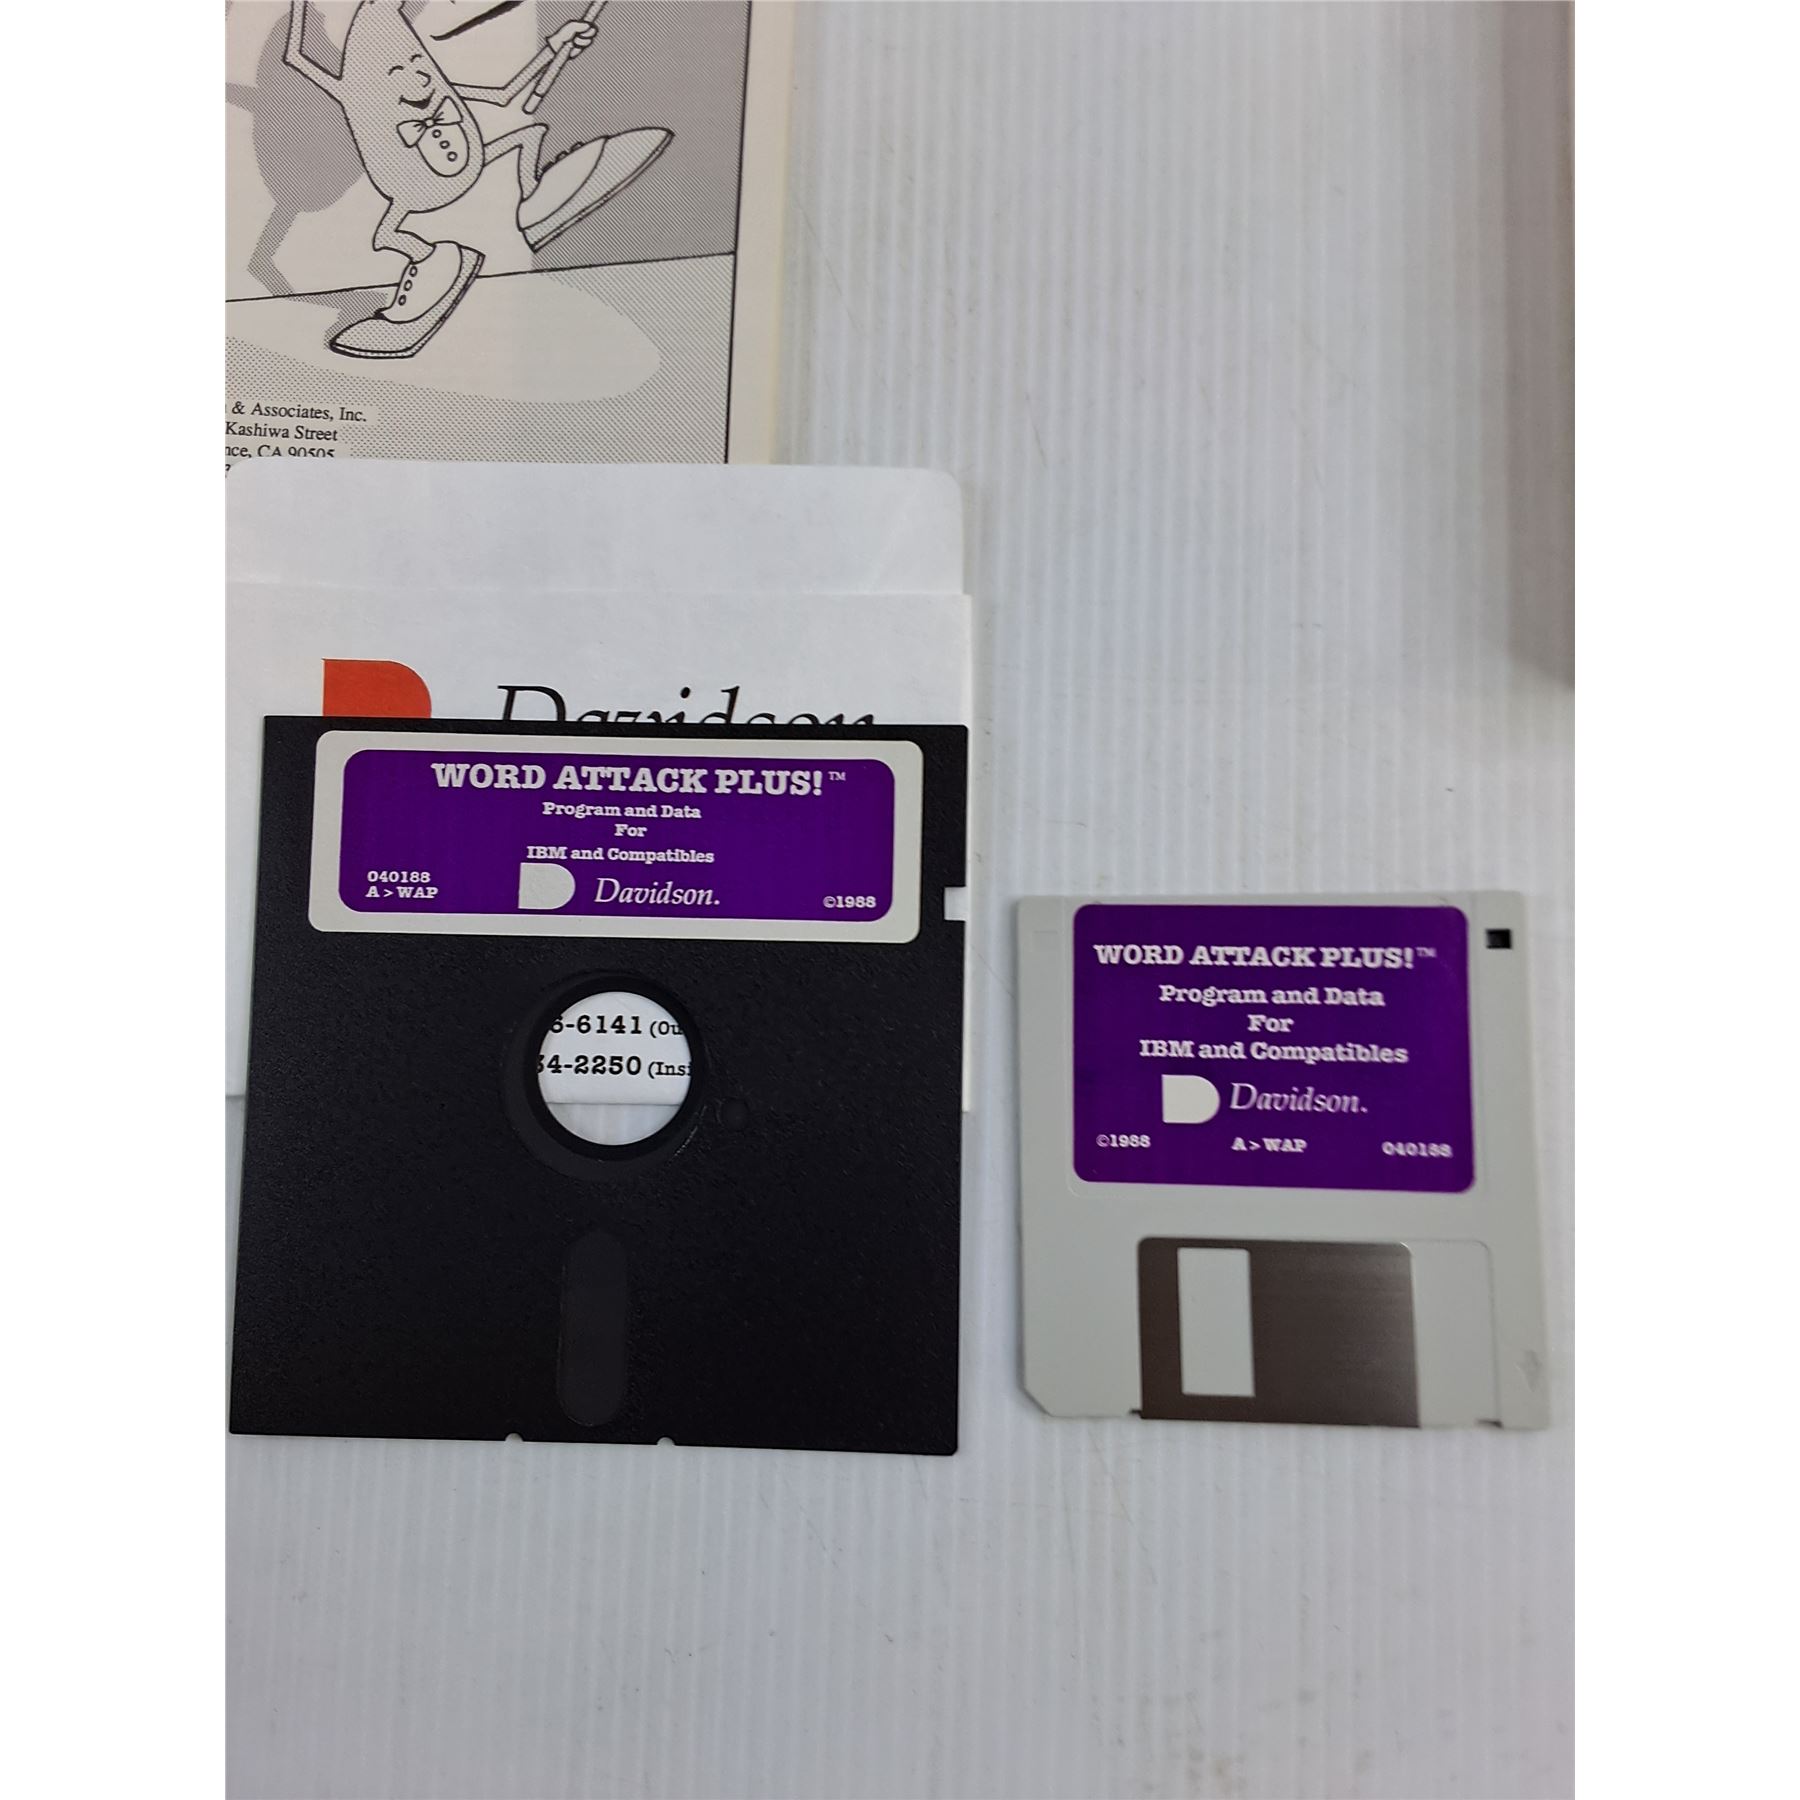 & Associates, Inc.
Kashiwa Street
CA 90505
Davidson
WORD ATTACK PLUS!™
Program and Data
For
IBM and Compatibles
040188
A > WAP
Davidson.
©1988
6-6141 (Ou
34-2250 (Insi
WORD ATTACK PLUS!™
Program and Data
For
IBM and Compatibles
Davidson.
©1988 A > WAP 040188